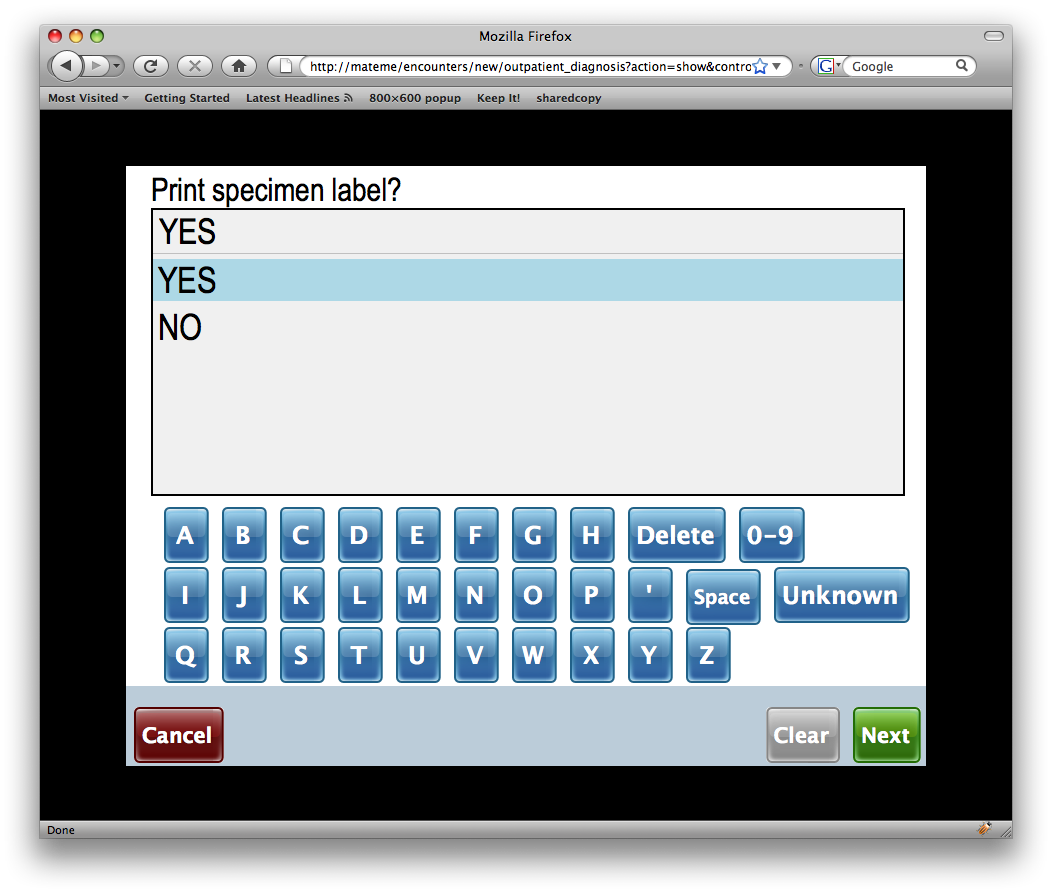 Mozilla Firefox
http://mateme/encounters/new/outpatient_diagnosis?action=show&contro
G Google
Most Visited Getting Started Latest Headlines 800×600 popup Keep It! sharedcopy
Print specimen label?
YES
YES
NO
A B C D E F G H Delete 0-9
I J K L M N O P ' Space Unknown
Q R S T U V W X Y Z
Cancel Clear Next
Done